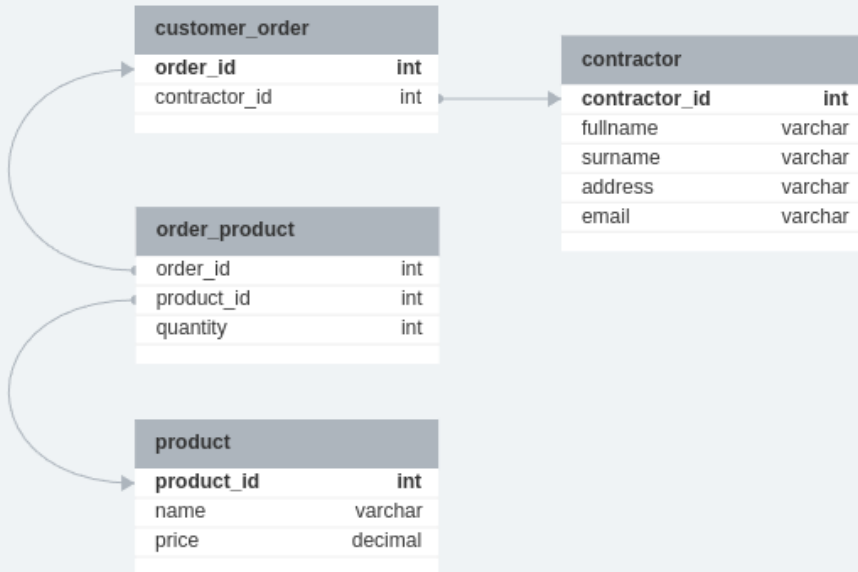 customer_order
order_id int
contractor_id int
contractor
contractor_id int
fullname varchar
surname varchar
address varchar
email varchar
order_product
order_id int
product_id int
quantity int
product
product_id int
name varchar
price decimal